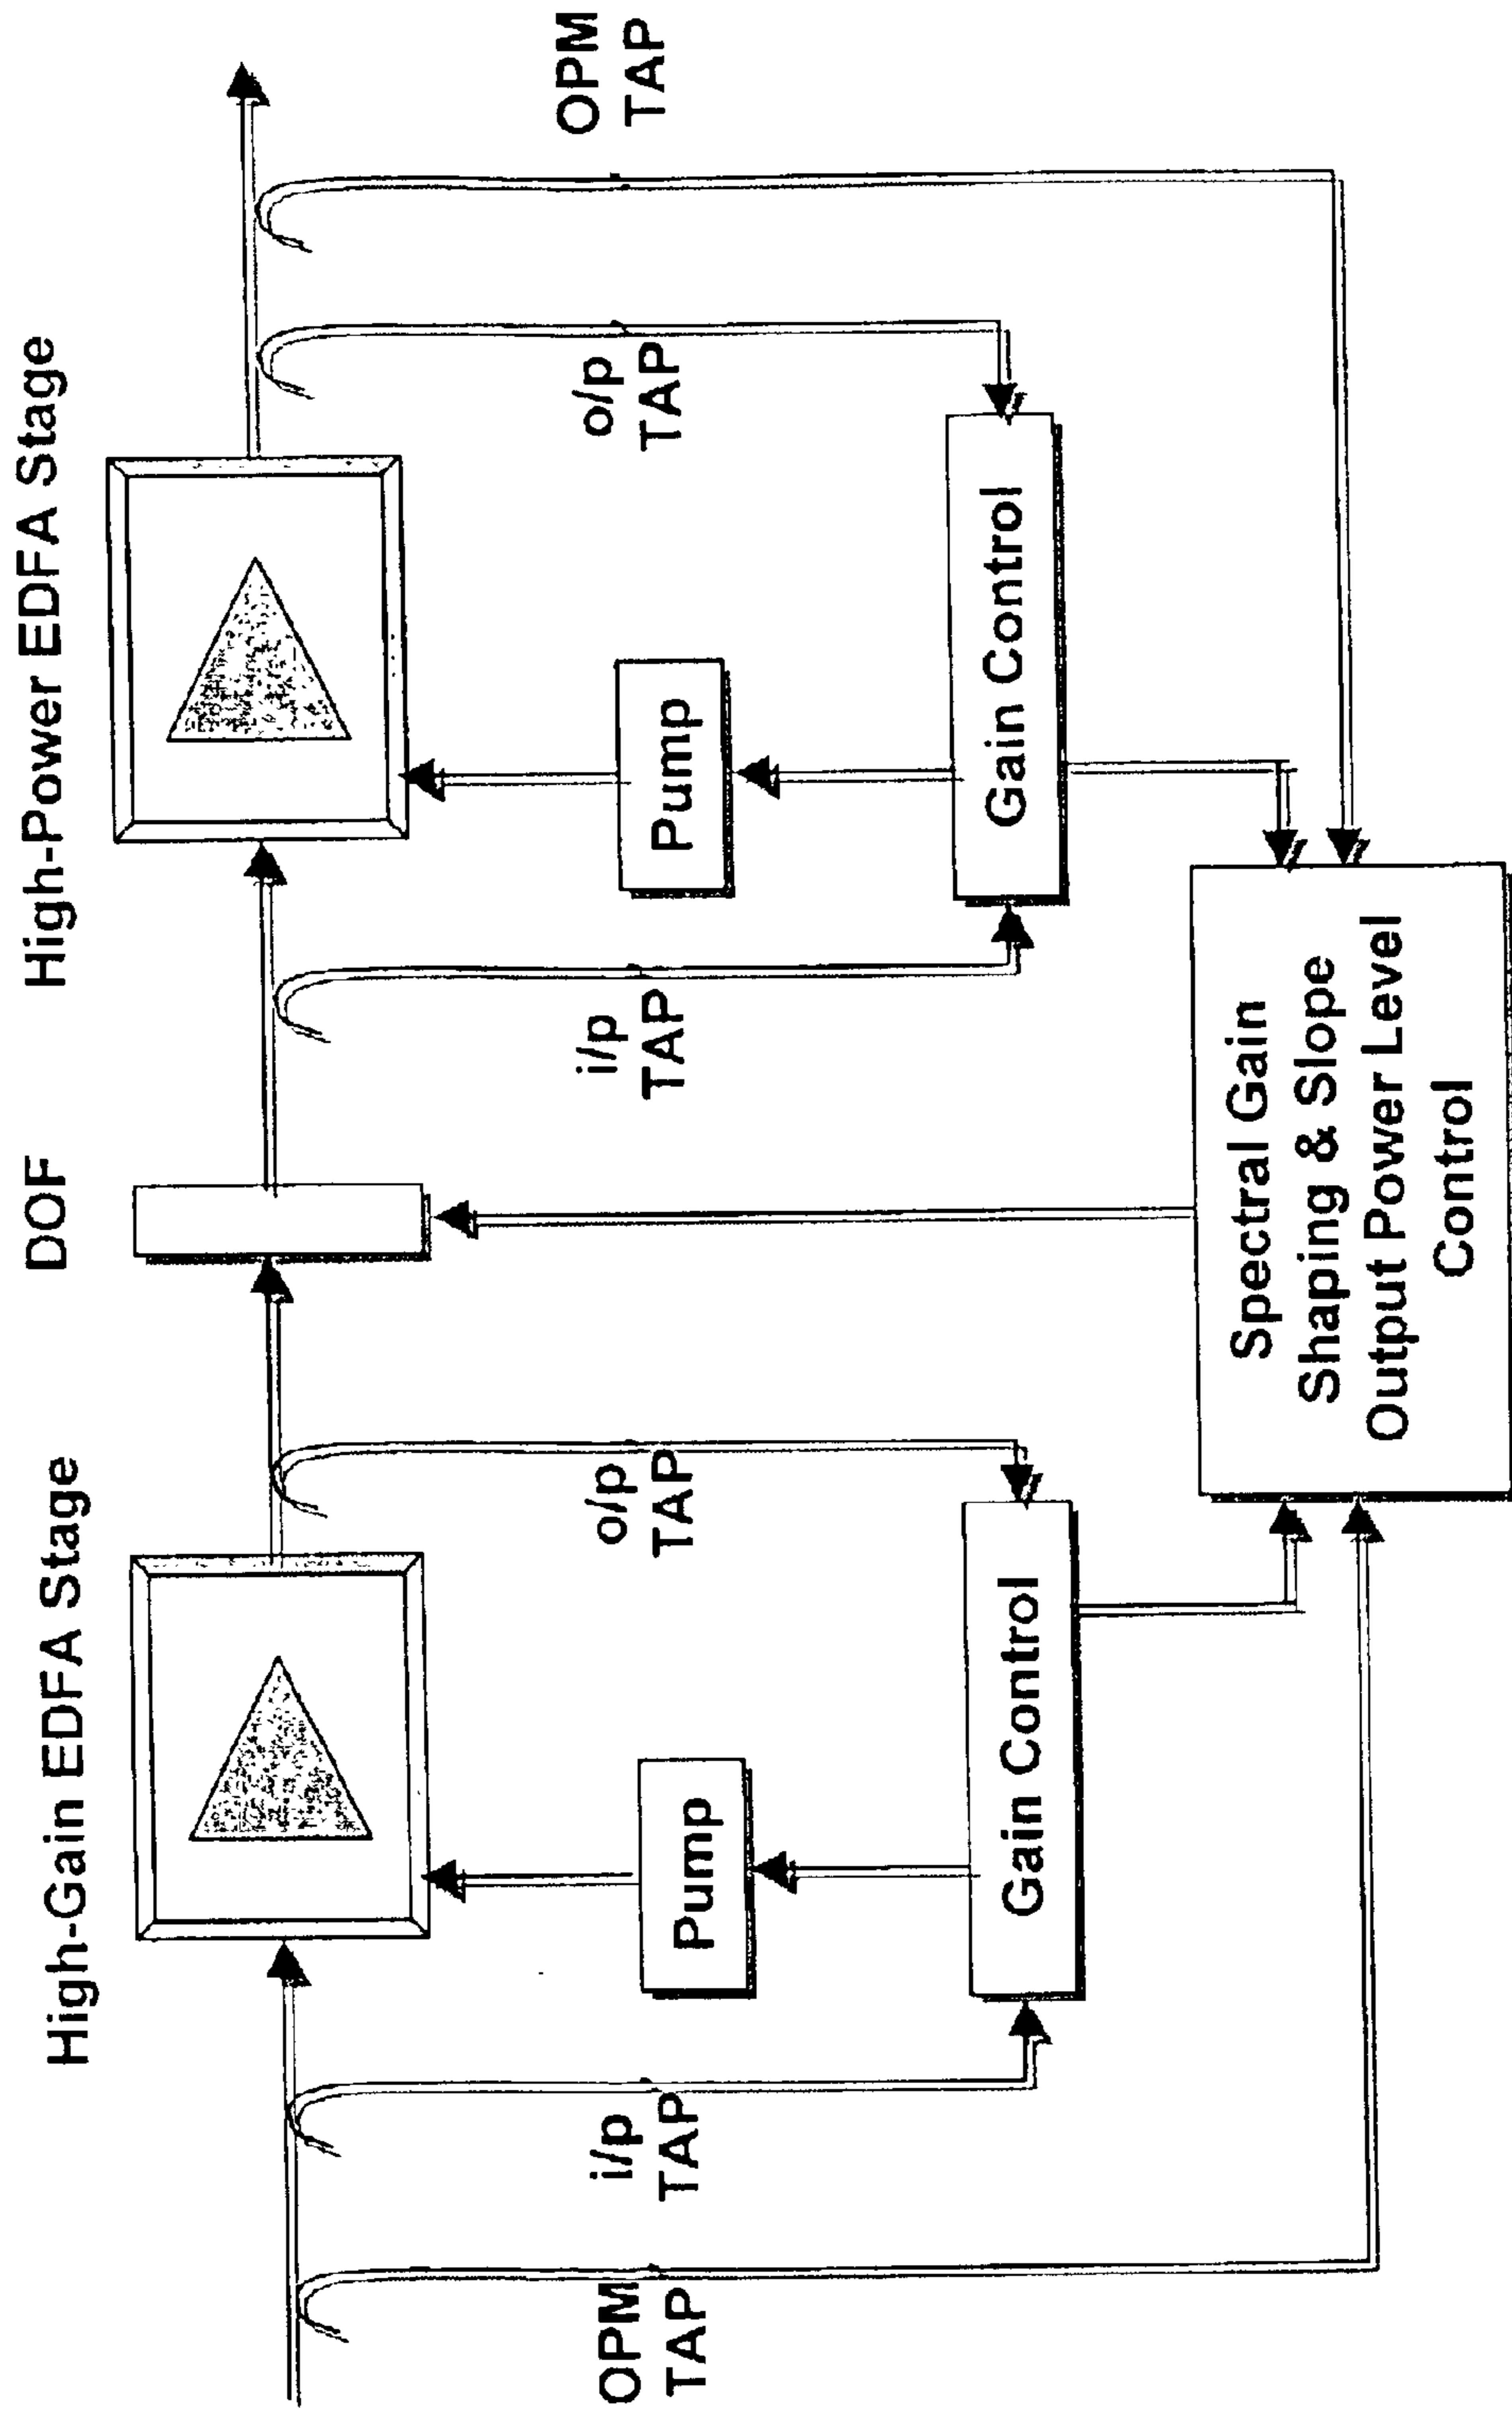 High-Gain EDFA Stage
DOF
High-Power EDFA Stage
OPM
TAP
i/p
TAP
Pump
o/p
TAP
i/p
TAP
Pump
o/p
TAP
OPM
TAP
Gain Control
Gain Control
Spectral Gain
Shaping & Slope
Output Power Level
Control